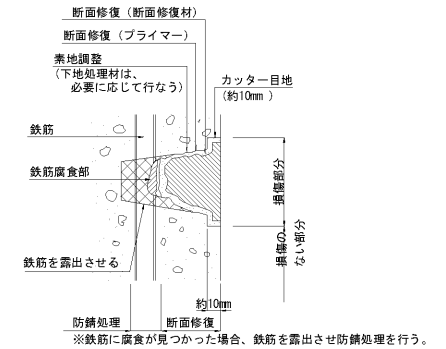 断面修復（断面修復材）
断面修復（プライマー）
素地調整
（下地処理材は、
必要に応じて行なう）
カッター目地
（約10mm ）
鉄筋
鉄筋腐食部
損傷部分
損傷の
ない部分
鉄筋を露出させる
約10mm
防錆処理
断面修復
※鉄筋に腐食が見つかった場合、鉄筋を露出させ防錆処理を行う。